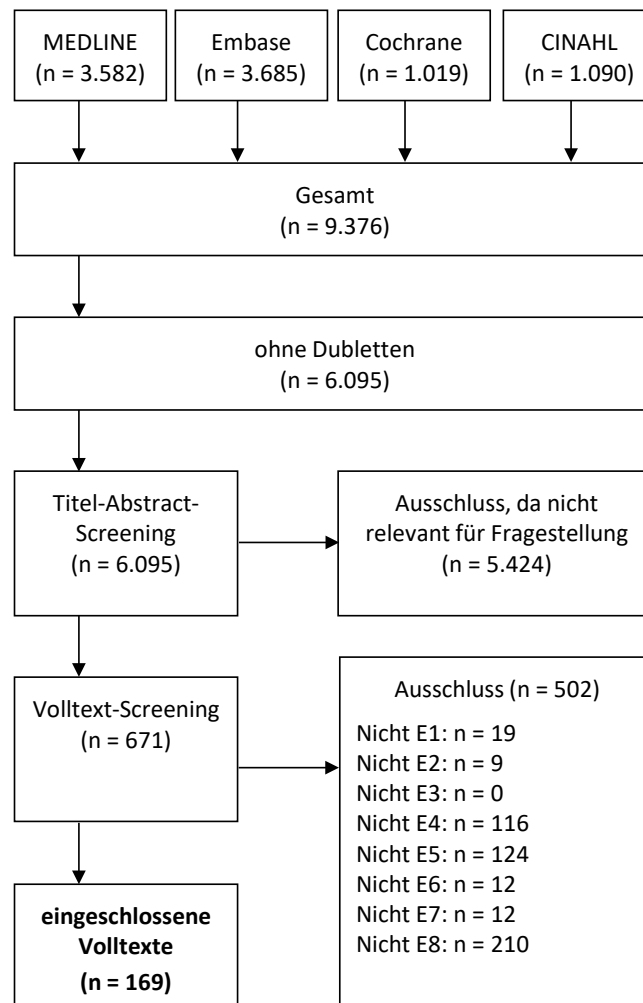 MEDLINE
(n = 3.582)
Embase
(n = 3.685)
Cochrane
(n = 1.019)
CINAHL
(n = 1.090)
Gesamt
(n = 9.376)
ohne Dubletten
(n = 6.095)
Titel-Abstract-
Screening
(n = 6.095)
Ausschluss, da nicht
relevant für Fragestellung
(n = 5.424)
Volltext-Screening
(n = 671)
Ausschluss (n = 502)
Nicht E1: n = 19
Nicht E2: n = 9
Nicht E3: n = 0
Nicht E4: n = 116
Nicht E5: n = 124
Nicht E6: n = 12
Nicht E7: n = 12
Nicht E8: n = 210
eingeschlossene
Volltexte
(n = 169)